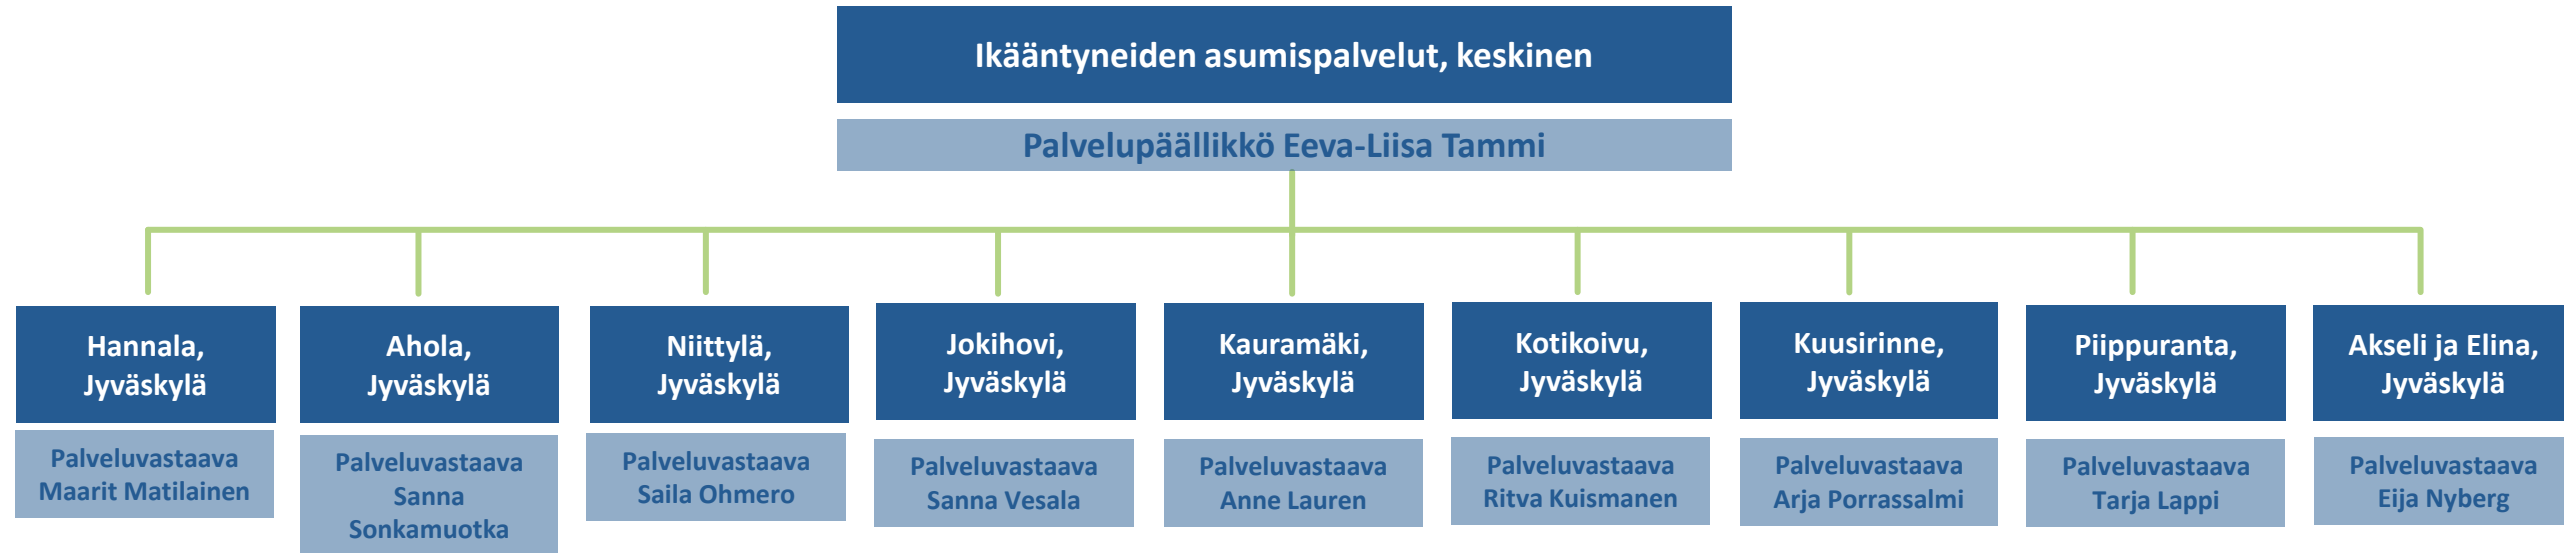 Ikääntyneiden asumispalvelut, keskinen
Palvelupäällikkö Eeva-Liisa Tammi
Hannala,
Jyväskylä
Palveluvastaava
Maarit Matilainen
Ahola,
Jyväskylä
Palveluvastaava
Sanna
Sonkamuotka
Niittylä,
Jyväskylä
Palveluvastaava
Saila Ohmero
Jokihovi,
Jyväskylä
Palveluvastaava
Sanna Vesala
Kauramäki,
Jyväskylä
Palveluvastaava
Anne Lauren
Kotikoivu,
Jyväskylä
Palveluvastaava
Ritva Kuismanen
Kuusirinne,
Jyväskylä
Palveluvastaava
Arja Porrassalmi
Piippuranta,
Jyväskylä
Palveluvastaava
Tarja Lappi
Akseli ja Elina,
Jyväskylä
Palveluvastaava
Eija Nyberg